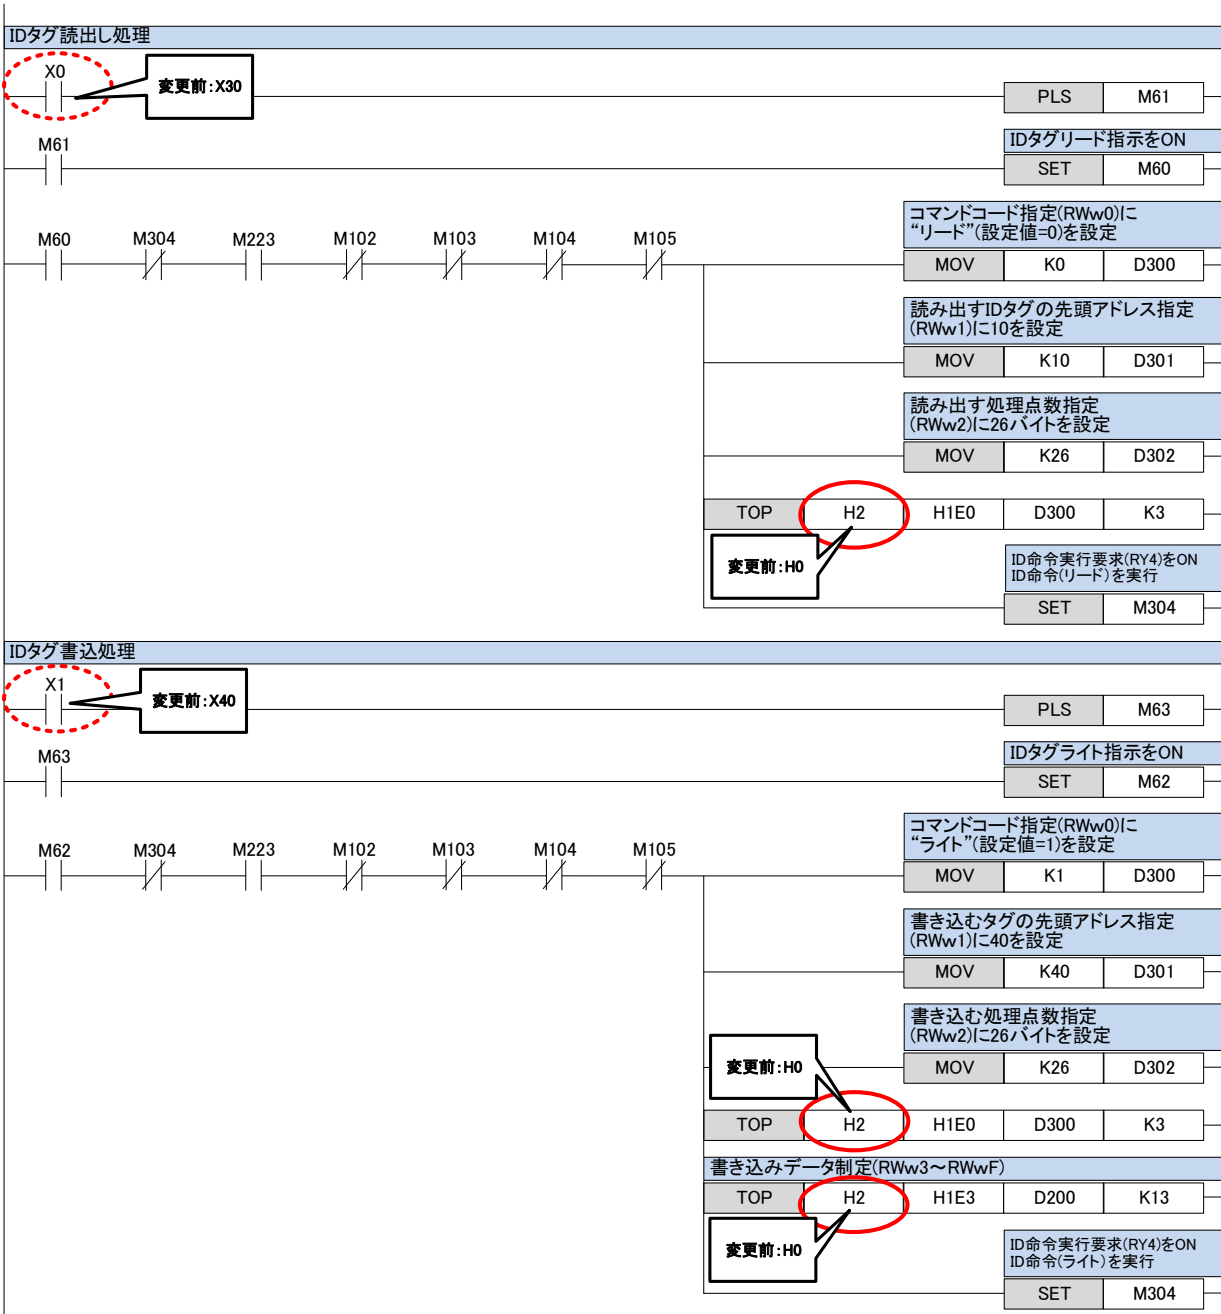 IDタグ読出し処理
X0
変更前:X30
PLS M61
M61
IDタグリード指示をON
SET M60
コマンドコード指定(RWw0)に
“リード”(設定値=0)を設定
M60 M304 M223 M102 M103 M104 M105
MOV K0 D300
読み出すIDタグの先頭アドレス指定
(RWw1)に10を設定
MOV K10 D301
読み出す処理点数指定
(RWw2)に26バイトを設定
MOV K26 D302
TOP H2 H1E0 D300 K3
変更前:H0
ID命令実行要求(RY4)をON
ID命令(リード)を実行
SET M304
IDタグ書込処理
X1
変更前:X40
PLS M63
M63
IDタグライト指示をON
SET M62
コマンドコード指定(RWw0)に
“ライト”(設定値=1)を設定
M62 M304 M223 M102 M103 M104 M105
MOV K1 D300
書き込むタグの先頭アドレス指定
(RWw1)に40を設定
MOV K40 D301
書き込む処理点数指定
(RWw2)に26バイトを設定
変更前:H0
MOV K26 D302
TOP H2 H1E0 D300 K3
書き込みデータ制定(RWw3～RWwF)
TOP H2 H1E3 D200 K13
変更前:H0
ID命令実行要求(RY4)をON
ID命令(ライト)を実行
SET M304